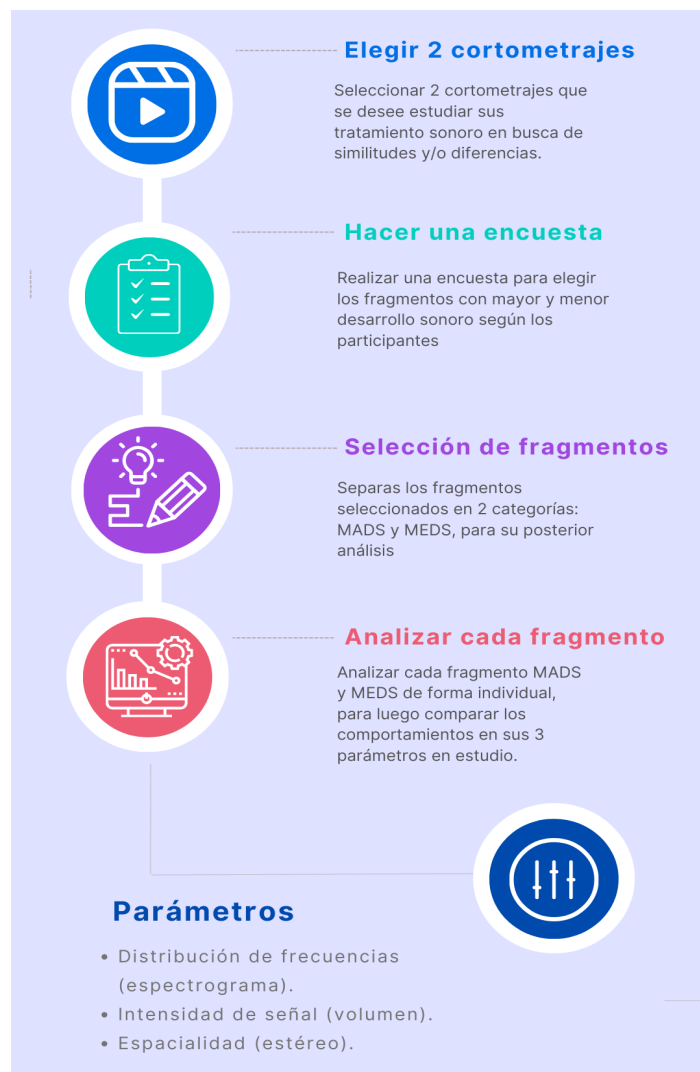 Elegir 2 cortometrajes
Seleccionar 2 cortometrajes que
se desee estudiar sus
tratamiento sonoro en busca de
similitudes y/o diferencias.
Hacer una encuesta
Realizar una encuesta para elegir
los fragmentos con mayor y menor
desarrollo sonoro según los
participantes
Selección de fragmentos
Separas los fragmentos
seleccionados en 2 categorías:
MADS y MEDS, para su posterior
análisis
Analizar cada fragmento
Analizar cada fragmento MADS
y MEDS de forma individual,
para luego comparar los
comportamientos en sus 3
parámetros en estudio.
Parámetros
• Distribución de frecuencias
(espectrograma).
• Intensidad de señal (volumen).
• Espacialidad (estéreo).